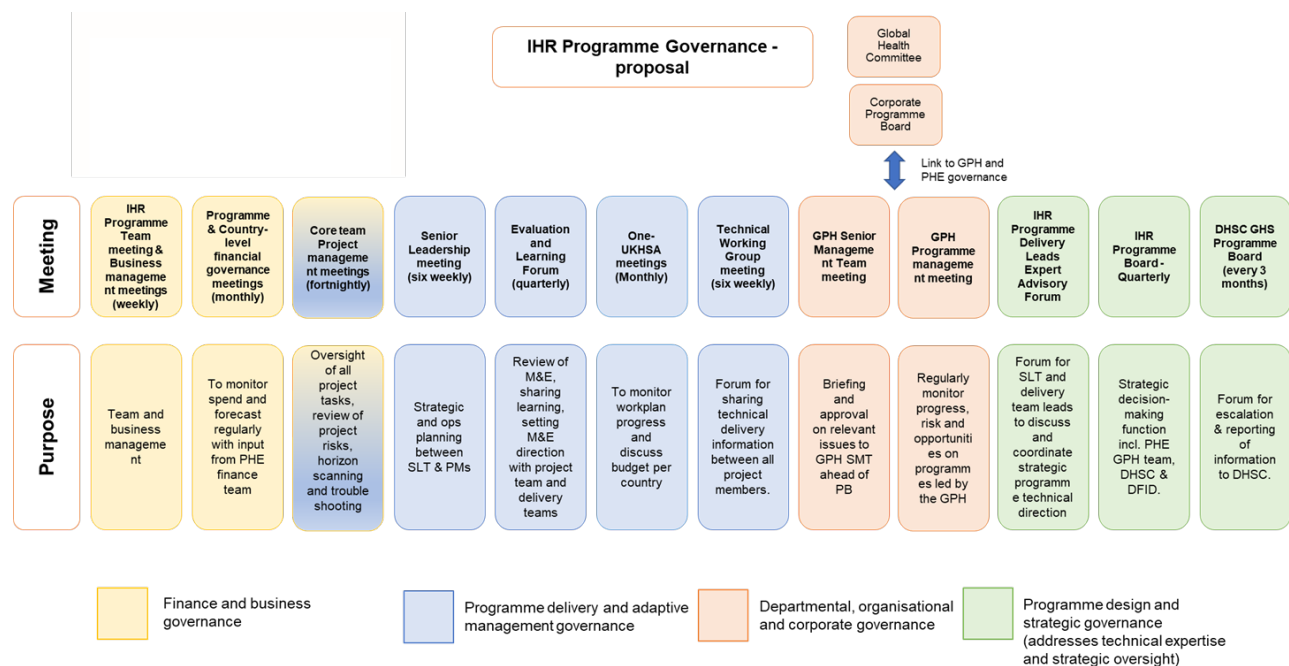 IHR Programme Governance -
proposal
Global
Health
Committee
Corporate
Programme
Board
Link to GPH and
PHE governance
Meeting
IHR
Programme
Team
meeting &
Business
manageme
nt meetings
(weekly)
Programme
& Country-
level
financial
governance
meetings
(monthly)
Core team
Project
managem
ent meetings
(fortnightly)
Senior
Leadership
meeting
(six weekly)
Evaluation
and
Learning
Forum
(quarterly)
One-
UKHSA
meetings
(Monthly)
Technical
Working
Group
meeting
(six weekly)
GPH Senior
Manageme
nt Team
meeting
GPH
Programme
manageme
nt meeting
IHR
Programme
Delivery
Leads
Expert
Advisory
Forum
IHR
Programme
Board -
Quarterly
DHSC GHS
Programme
Board
(every 3
months)
Purpose
Team and
business
manageme
nt
To monitor
spend and
forecast
regularly
with input
from PHE
finance
team
Oversight
of all
project
tasks,
review of
project
risks,
horizon
scanning
and trouble
shooting
Strategic
and ops
planning
between
SLT & PMs
Review of
M&E,
sharing
learning,
setting
M&E
direction
with project
team and
delivery
teams
To monitor
workplan
progress
and
discuss
budget per
country
Forum for
sharing
technical
delivery
information
between all
project
members.
Briefing
and
approval
on relevant
issues to
GPH SMT
ahead of
PB
Regularly
monitor
progress,
risk and
opportuniti
es on
programm
es led by
the GPH
Forum for
SLT and
delivery
team leads
to discuss
and
coordinate
strategic
programm
e technical
direction
Strategic
decision-
making
function
incl. PHE
GPH team,
DHSC &
DFID.
Forum for
escalation
& reporting
of
information
to DHSC.
Finance and business
governance
Programme delivery and adaptive
management governance
Departmental, organisational
and corporate governance
Programme design and
strategic governance
(addresses technical expertise
and strategic oversight)